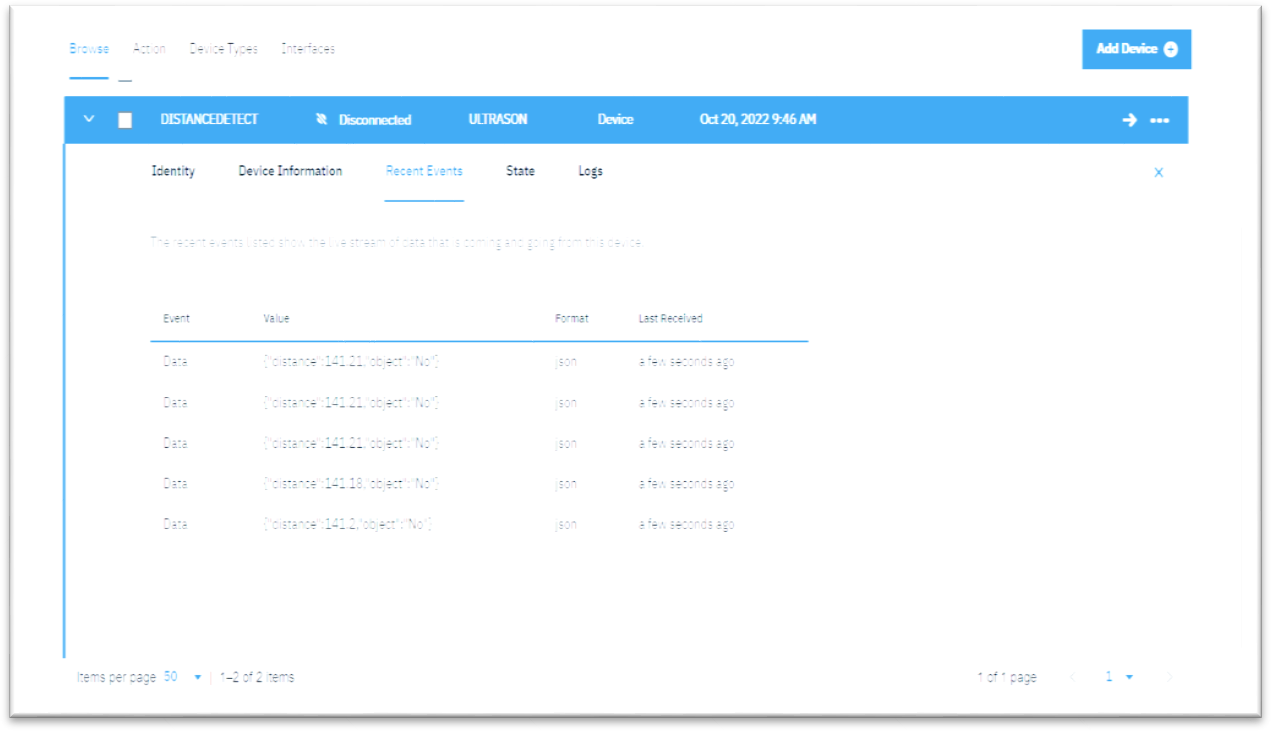 Browse Action Device Types Interfaces Add Device
DISTANCEDETECT Disconnected ULTRASON Device Oct 20, 2022 9:46 AM
Identity Device Information Recent Events State Logs X
The recent events listed show the live stream of data that is coming and going from this device.
Event Value Format Last Received
Data {"distance":141.21,"object":"No"} json a few seconds ago
Data {"distance":141.21,"object":"No"} json a few seconds ago
Data {"distance":141.21,"object":"No"} json a few seconds ago
Data {"distance":141.18,"object":"No"} json a few seconds ago
Data {"distance":141.2,"object":"No"} json a few seconds ago
Items per page 50 | 1–2 of 2 items 1 of 1 page 1